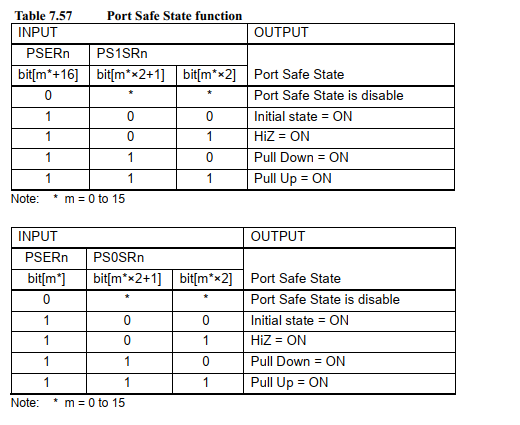 Table 7.57 Port Safe State function
INPUT OUTPUT
PSERn PS1SRn
bit[m*+16] bit[m*×2+1] bit[m*×2] Port Safe State
0 * * Port Safe State is disable
1 0 0 Initial state = ON
1 0 1 HiZ = ON
1 1 0 Pull Down = ON
1 1 1 Pull Up = ON
Note: * m = 0 to 15
INPUT OUTPUT
PSERn PS0SRn
bit[m*] bit[m*×2+1] bit[m*×2] Port Safe State
0 * * Port Safe State is disable
1 0 0 Initial state = ON
1 0 1 HiZ = ON
1 1 0 Pull Down = ON
1 1 1 Pull Up = ON
Note: * m = 0 to 15